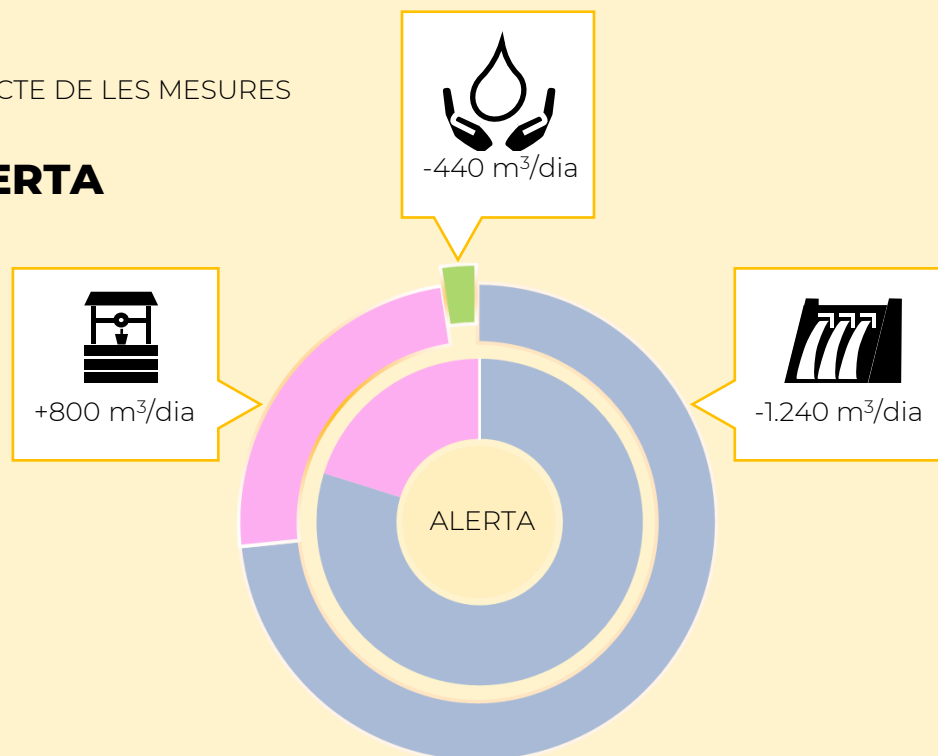 CTE DE LES MESURES
ERTA
-440 m³/dia
+800 m³/dia
-1.240 m³/dia
ALERTA